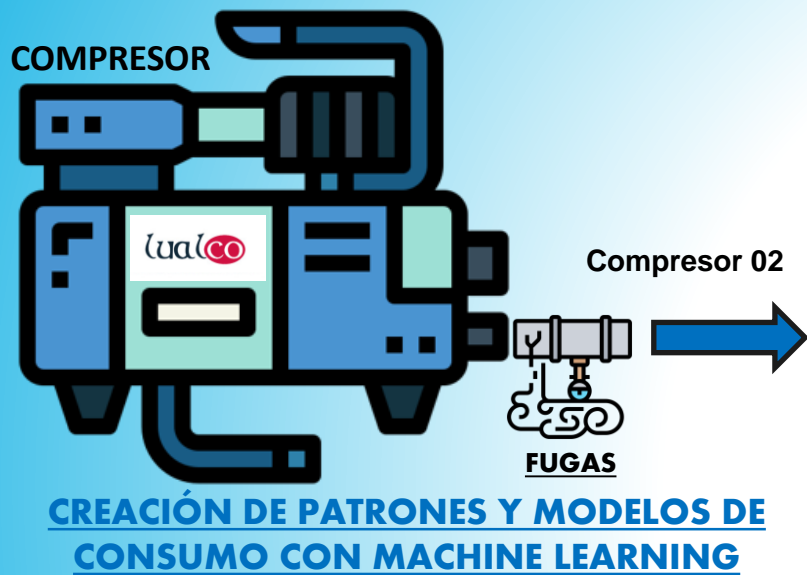 COMPRESOR
lualco
Compresor 02
FUGAS
CREACIÓN DE PATRONES Y MODELOS DE
CONSUMO CON MACHINE LEARNING